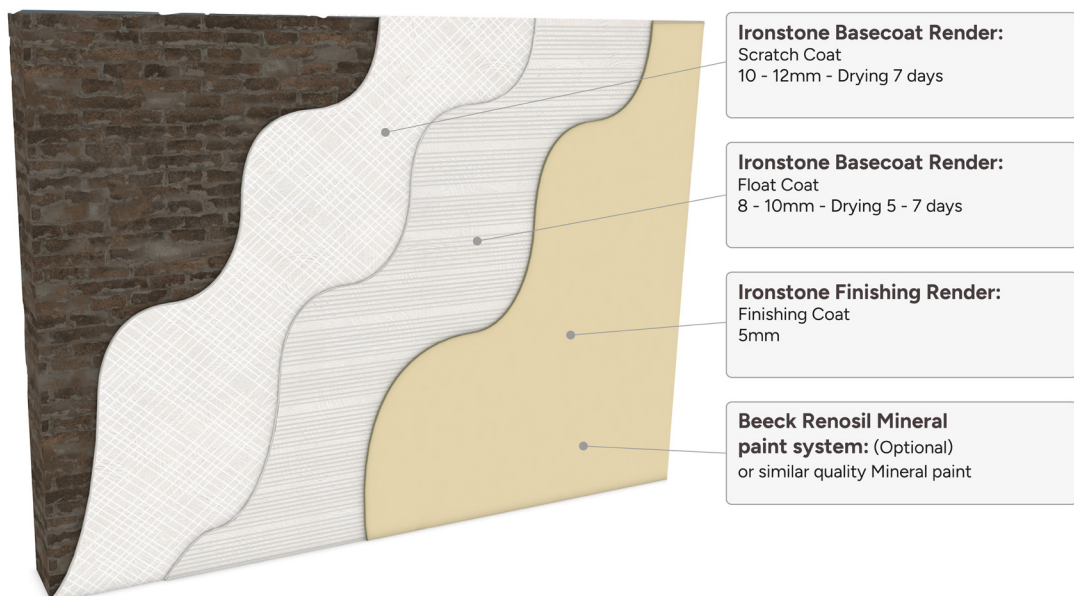 Ironstone Basecoat Render:
Scratch Coat
10 - 12mm - Drying 7 days
Ironstone Basecoat Render:
Float Coat
8 - 10mm - Drying 5 - 7 days
Ironstone Finishing Render:
Finishing Coat
5mm
Beeck Renosil Mineral
paint system: (Optional)
or similar quality Mineral paint